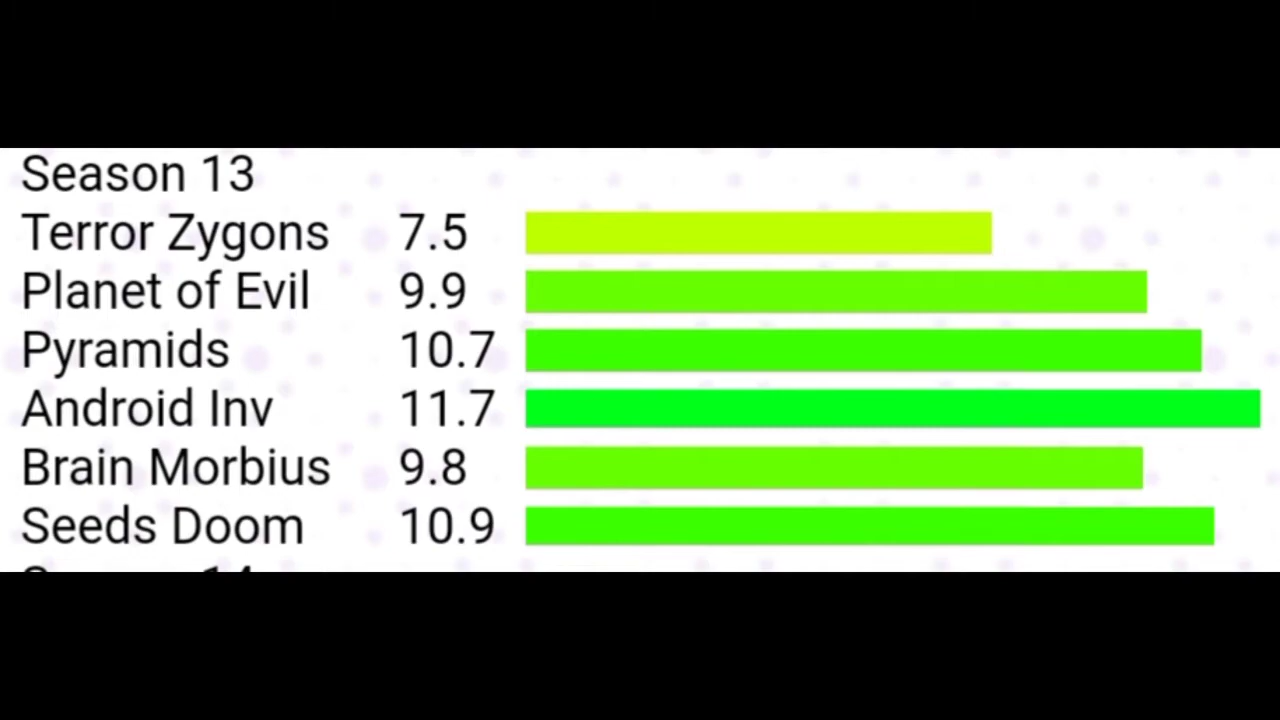 Season 13
Terror Zygons 7.5
Planet of Evil 9.9
Pyramids 10.7
Android Inv 11.7
Brain Morbius 9.8
Seeds Doom 10.9